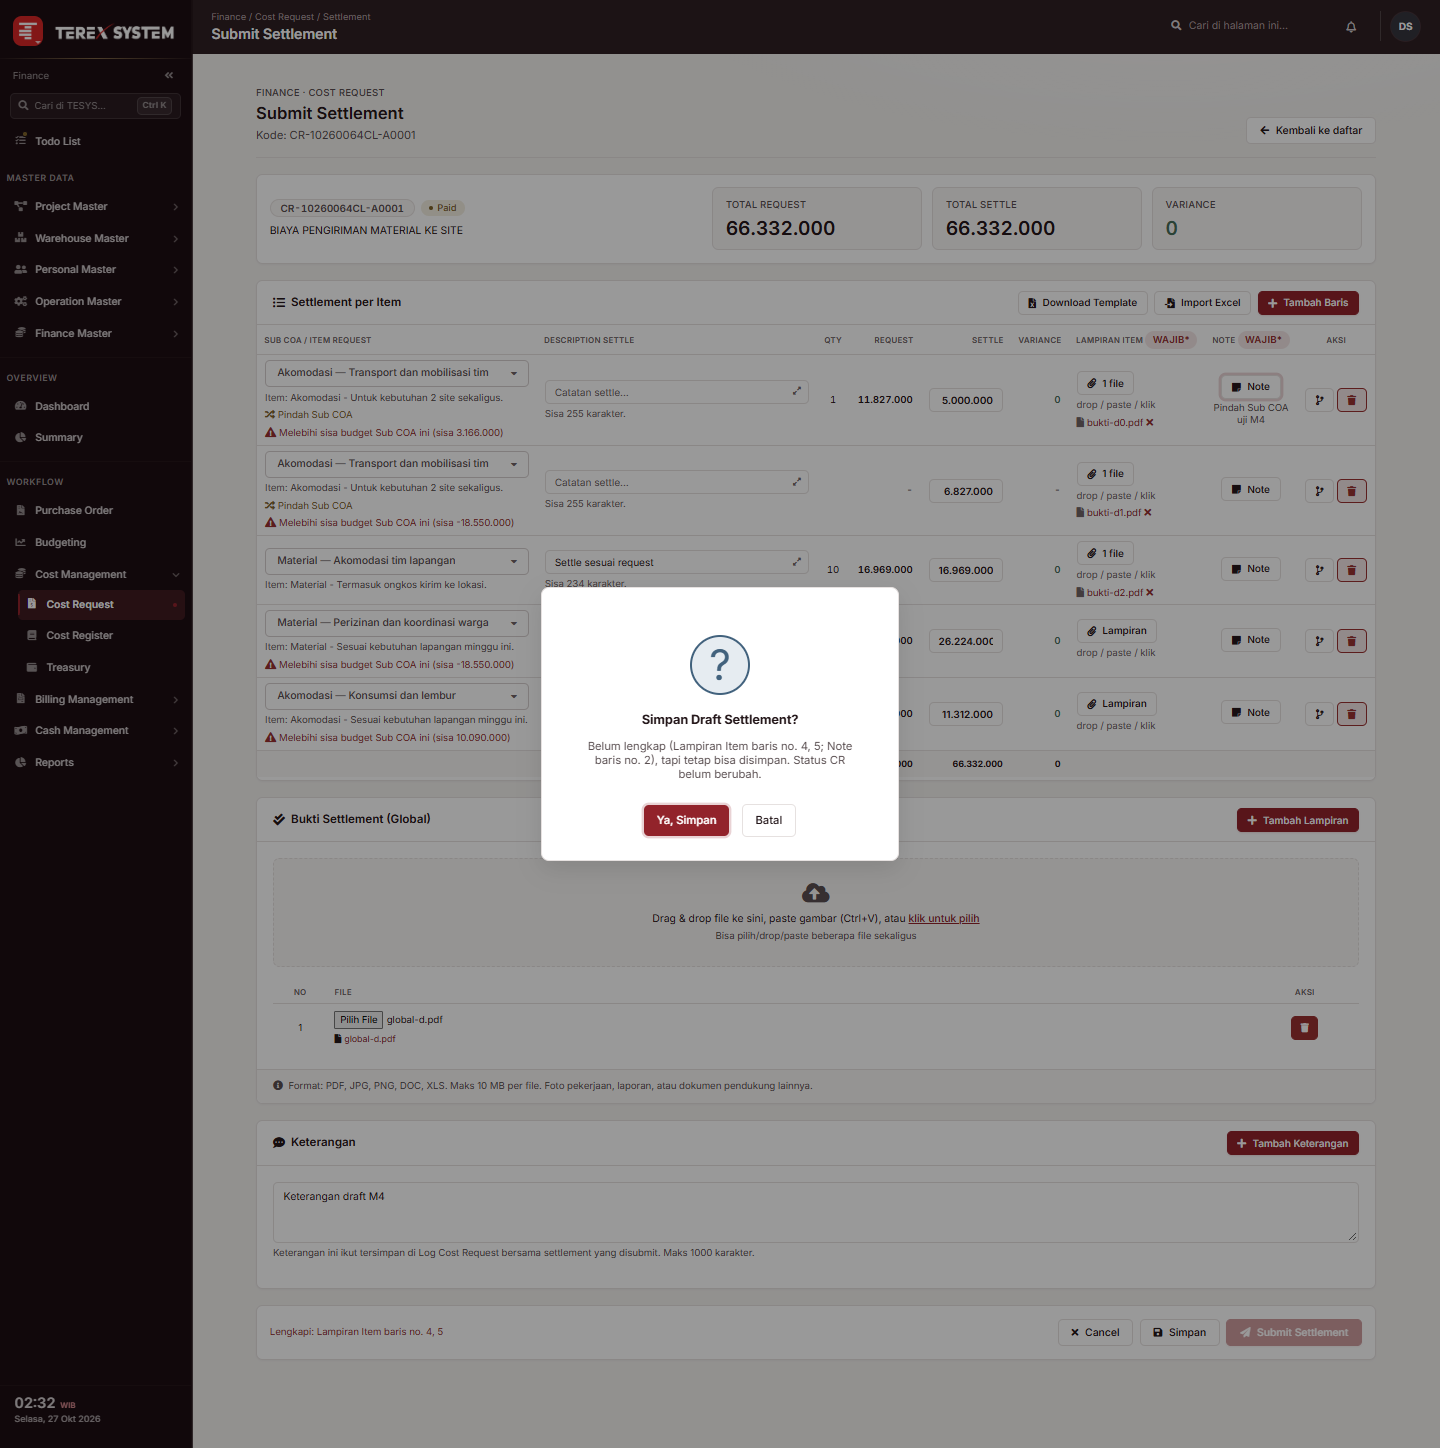 TEREX SYSTEM
Finance
Cari di TESYS...
Ctrl K
Todo List
MASTER DATA
Project Master
Warehouse Master
Personal Master
Operation Master
Finance Master
OVERVIEW
Dashboard
Summary
WORKFLOW
Purchase Order
Budgeting
Cost Management
Cost Request
Cost Register
Treasury
Billing Management
Cash Management
Reports
02:32 WIB
Selasa, 27 Okt 2026
Finance / Cost Request / Settlement
Submit Settlement
Cari di halaman ini...
DS
FINANCE · COST REQUEST
Submit Settlement
Kode: CR-10260064CL-A0001
Kembali ke daftar
CR-10260064CL-A0001
Paid
BIAYA PENGIRIMAN MATERIAL KE SITE
TOTAL REQUEST
66.332.000
TOTAL SETTLE
66.332.000
VARIANCE
0
Settlement per Item
Download Template
Import Excel
Tambah Baris
SUB COA / ITEM REQUEST DESCRIPTION SETTLE QTY REQUEST SETTLE VARIANCE LAMPIRAN ITEM WAJIB* NOTE WAJIB* AKSI
Akomodasi — Transport dan mobilisasi tim
Item: Akomodasi - Untuk kebutuhan 2 site sekaligus.
Pindah Sub COA
Melebihi sisa budget Sub COA ini (sisa 3.166.000)
Catatan settle...
Sisa 255 karakter.
1 11.827.000 5.000.000 0
1 file
drop / paste / klik
bukti-d0.pdf
Note
Pindah Sub COA
uji M4
Akomodasi — Transport dan mobilisasi tim
Item: Akomodasi - Untuk kebutuhan 2 site sekaligus.
Pindah Sub COA
Melebihi sisa budget Sub COA ini (sisa -18.550.000)
Catatan settle...
Sisa 255 karakter.
- 6.827.000 -
1 file
drop / paste / klik
bukti-d1.pdf
Note
Material — Akomodasi tim lapangan
Item: Material - Termasuk ongkos kirim ke lokasi.
Settle sesuai request
Sisa 234 karakter.
10 16.969.000 16.969.000 0
1 file
drop / paste / klik
bukti-d2.pdf
Note
Material — Perizinan dan koordinasi warga
Item: Material - Sesuai kebutuhan lapangan minggu ini.
Melebihi sisa budget Sub COA ini (sisa -18.550.000)
00 26.224.000 0
Lampiran
drop / paste / klik
Note
Akomodasi — Konsumsi dan lembur
Item: Akomodasi - Sesuai kebutuhan lapangan minggu ini.
Melebihi sisa budget Sub COA ini (sisa 10.090.000)
00 11.312.000 0
Lampiran
drop / paste / klik
Note
00 66.332.000 0
Simpan Draft Settlement?
Belum lengkap (Lampiran Item baris no. 4, 5; Note
baris no. 2), tapi tetap bisa disimpan. Status CR
belum berubah.
Ya, Simpan
Batal
Bukti Settlement (Global)
Tambah Lampiran
Drag & drop file ke sini, paste gambar (Ctrl+V), atau klik untuk pilih
Bisa pilih/drop/paste beberapa file sekaligus
NO FILE AKSI
1
Pilih File global-d.pdf
global-d.pdf
Format: PDF, JPG, PNG, DOC, XLS. Maks 10 MB per file. Foto pekerjaan, laporan, atau dokumen pendukung lainnya.
Keterangan
Tambah Keterangan
Keterangan draft M4
Keterangan ini ikut tersimpan di Log Cost Request bersama settlement yang disubmit. Maks 1000 karakter.
Lengkapi: Lampiran Item baris no. 4, 5
Cancel
Simpan
Submit Settlement